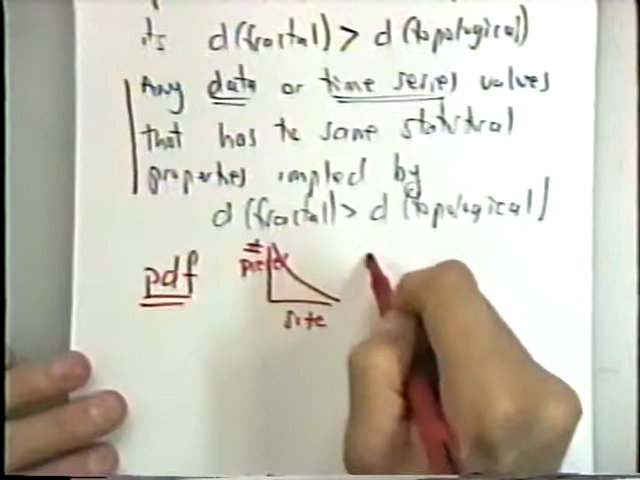 its d(fractal) > d(topological)
Any data or time series values
that has the same statistical
properties implied by
d(fractal) > d(topological)
pdf
#
pieces
size